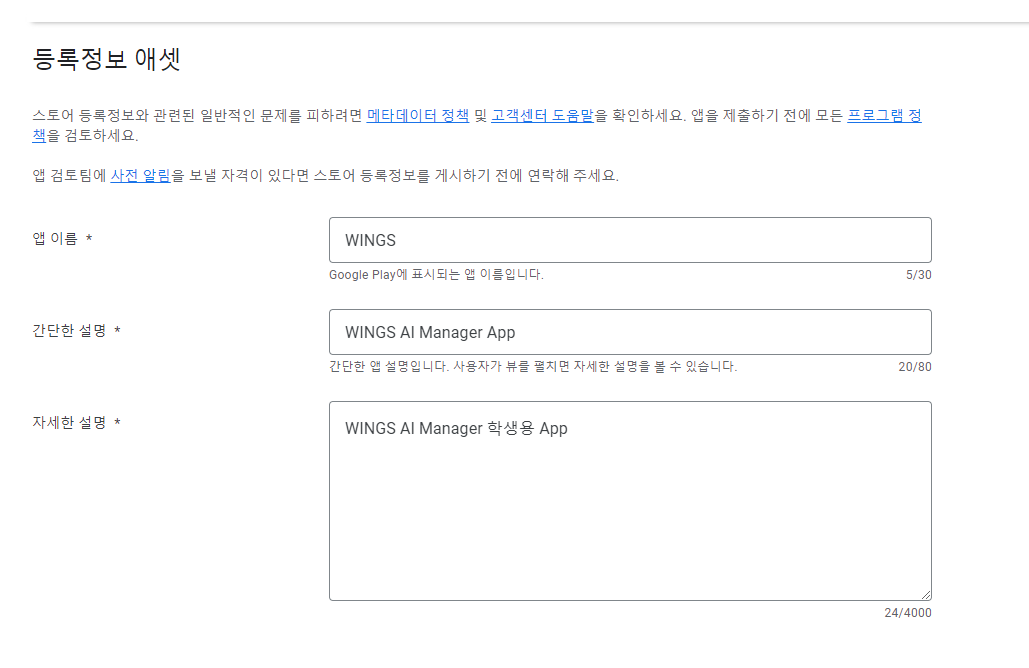 등록정보 애셋
스토어 등록정보와 관련된 일반적인 문제를 피하려면 메타데이터 정책 및 고객센터 도움말을 확인하세요. 앱을 제출하기 전에 모든 프로그램 정
책을 검토하세요.
앱 검토팀에 사전 알림을 보낼 자격이 있다면 스토어 등록정보를 게시하기 전에 연락해 주세요.
앱 이름 *
WINGS
Google Play에 표시되는 앱 이름입니다.
5/30
간단한 설명 *
WINGS AI Manager App
간단한 앱 설명입니다. 사용자가 뷰를 펼치면 자세한 설명을 볼 수 있습니다.
20/80
자세한 설명 *
WINGS AI Manager 학생용 App
24/4000